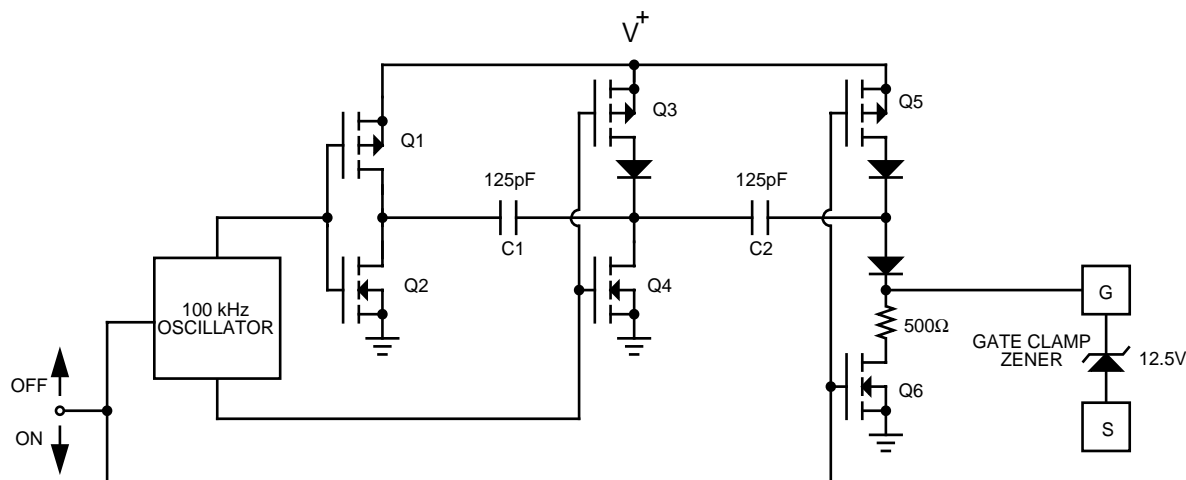 V+
Q3
Q5
Q1
125pF
125pF
C1
C2
Q2
Q4
100 kHz
OSCILLATOR
G
500Ω
GATE CLAMP
ZENER
12.5V
OFF
Q6
ON
S